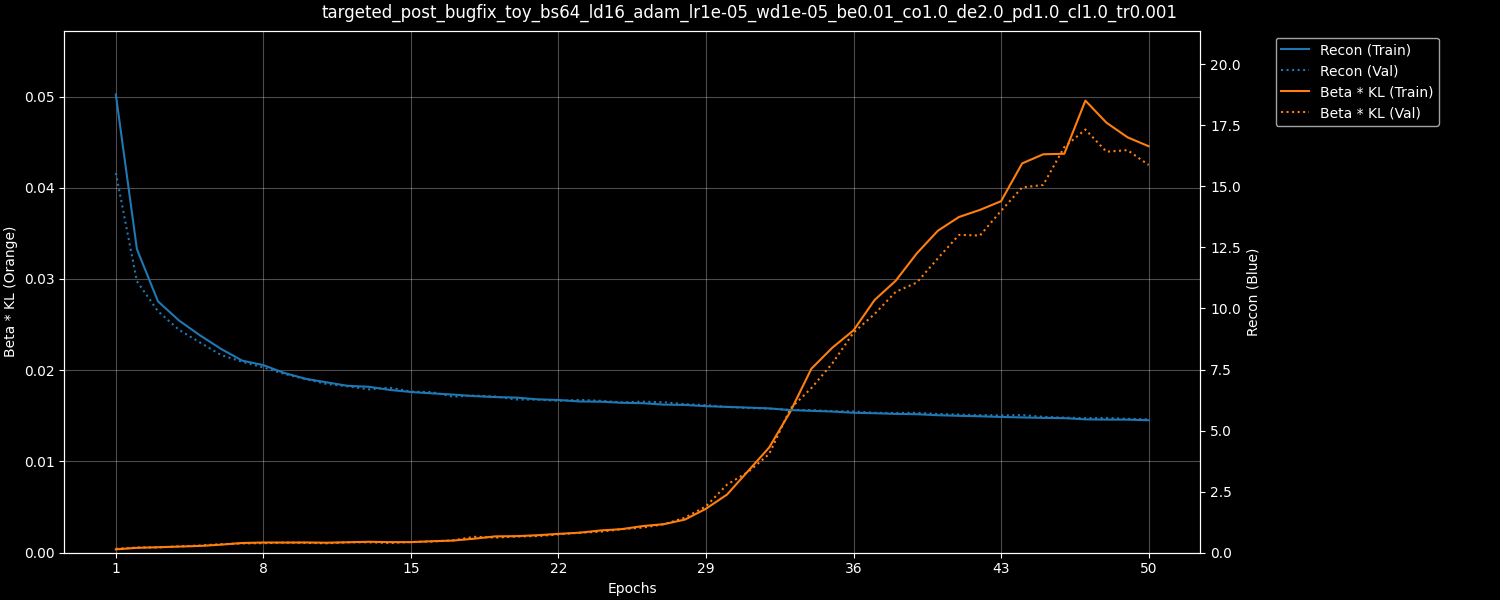 targeted_post_bugfix_toy_bs64_ld16_adam_lr1e-05_wd1e-05_be0.01_co1.0_de2.0_pd1.0_cl1.0_tr0.001
Recon (Train)
Recon (Val)
Beta * KL (Train)
Beta * KL (Val)
Beta * KL (Orange)
0.05
0.04
0.03
0.02
0.01
0.00
20.0
17.5
15.0
12.5
10.0
7.5
5.0
2.5
0.0
Recon (Blue)
1 8 15 22 29 36 43 50
Epochs